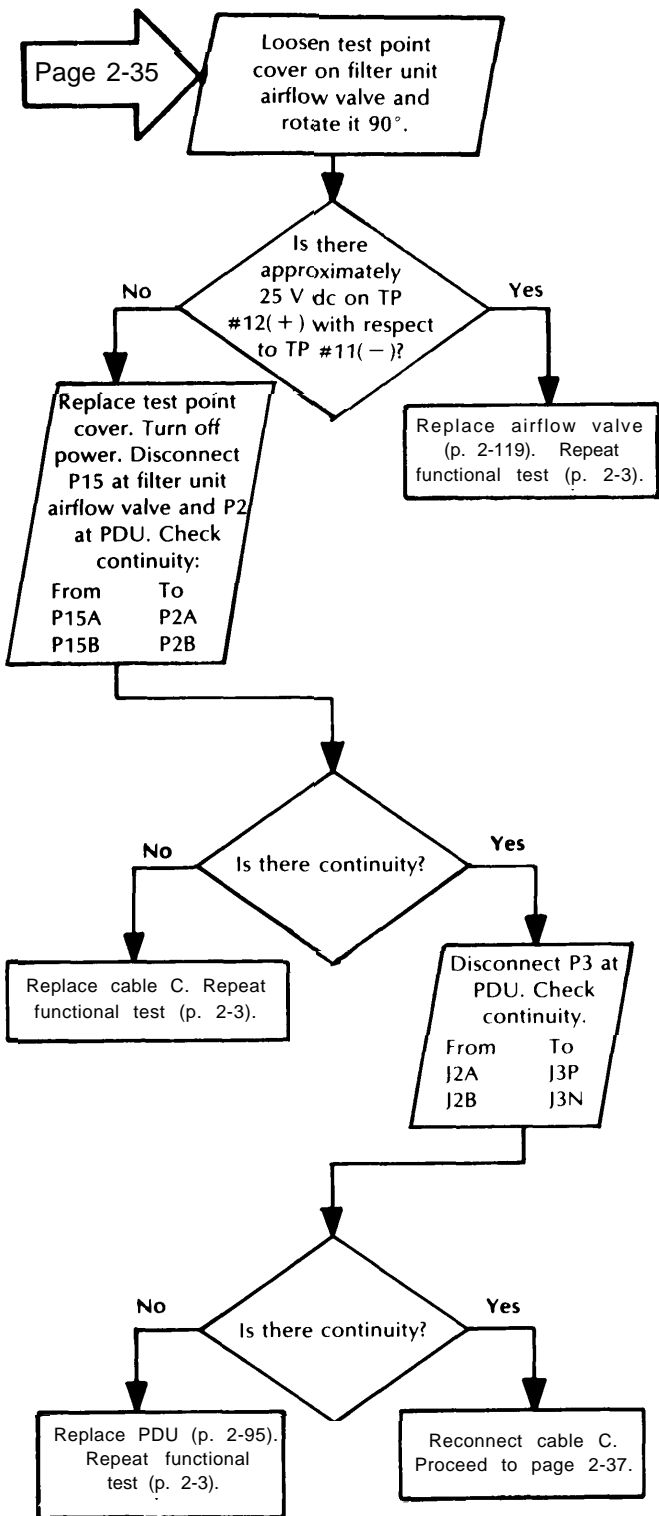 Page 2-35
Loosen test point
cover on filter unit
airflow valve and
rotate it 90°.
Is there
approximately
25 V dc on TP
#12(+) with respect
to TP #11(−)?
No
Yes
Replace test point
cover. Turn off
power. Disconnect
P15 at filter unit
airflow valve and P2
at PDU. Check
continuity:
From To
P15A P2A
P15B P2B
Replace airflow valve
(p. 2-119). Repeat
functional test (p. 2-3).
Is there continuity?
No
Yes
Replace cable C. Repeat
functional test (p. 2-3).
Disconnect P3 at
PDU. Check
continuity.
From To
J2A J3P
J2B J3N
Is there continuity?
No
Yes
Replace PDU (p. 2-95).
Repeat functional
test (p. 2-3).
Reconnect cable C.
Proceed to page 2-37.